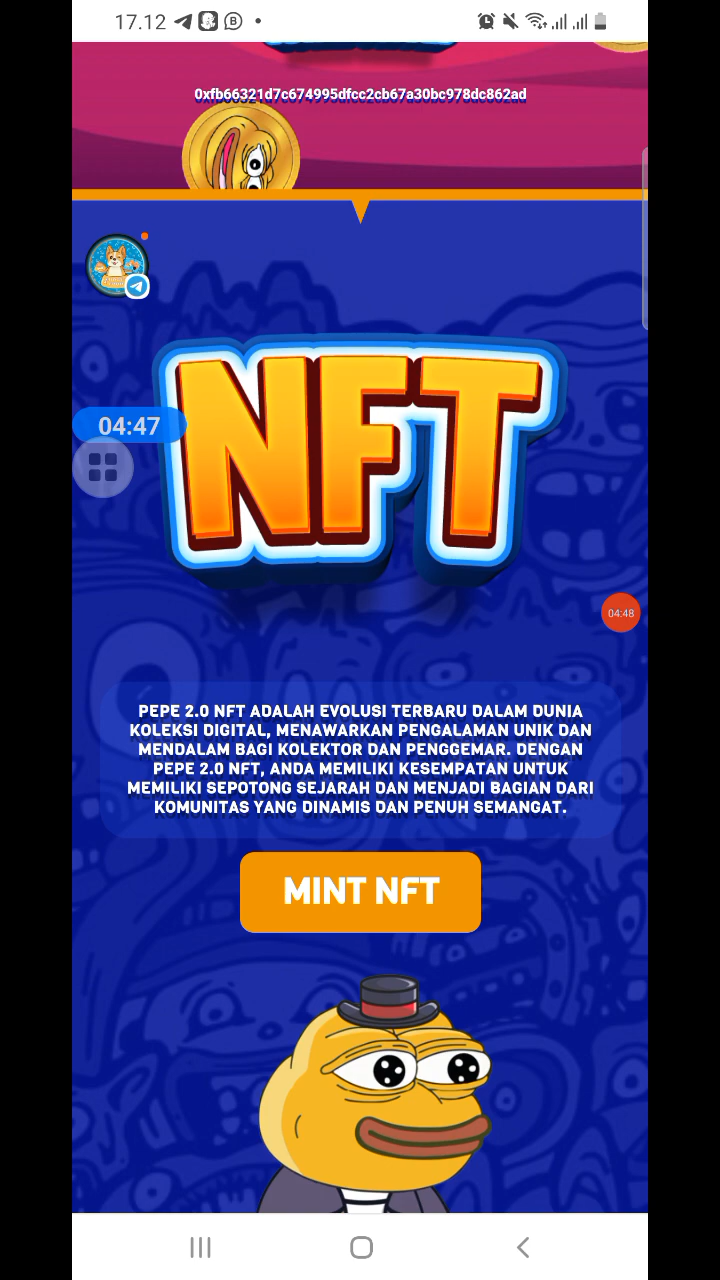 17.12
0xfb66321d7c674995dfcc2cb67a30bc978dc862ad
NFT
04:47
04:48
PEPE 2.0 NFT ADALAH EVOLUSI TERBARU DALAM DUNIA
KOLEKSI DIGITAL, MENAWARKAN PENGALAMAN UNIK DAN
MENDALAM BAGI KOLEKTOR DAN PENGGEMAR. DENGAN
PEPE 2.0 NFT, ANDA MEMILIKI KESEMPATAN UNTUK
MEMILIKI SEPOTONG SEJARAH DAN MENJADI BAGIAN DARI
KOMUNITAS YANG DINAMIS DAN PENUH SEMANGAT.
MINT NFT